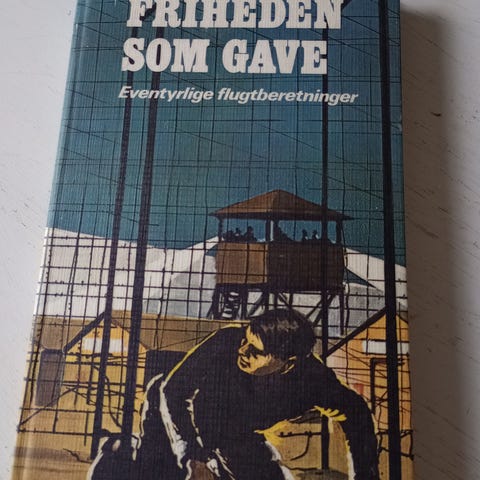 FRIHEDEN
SOM GAVE
Eventyrlige flugtberetninger